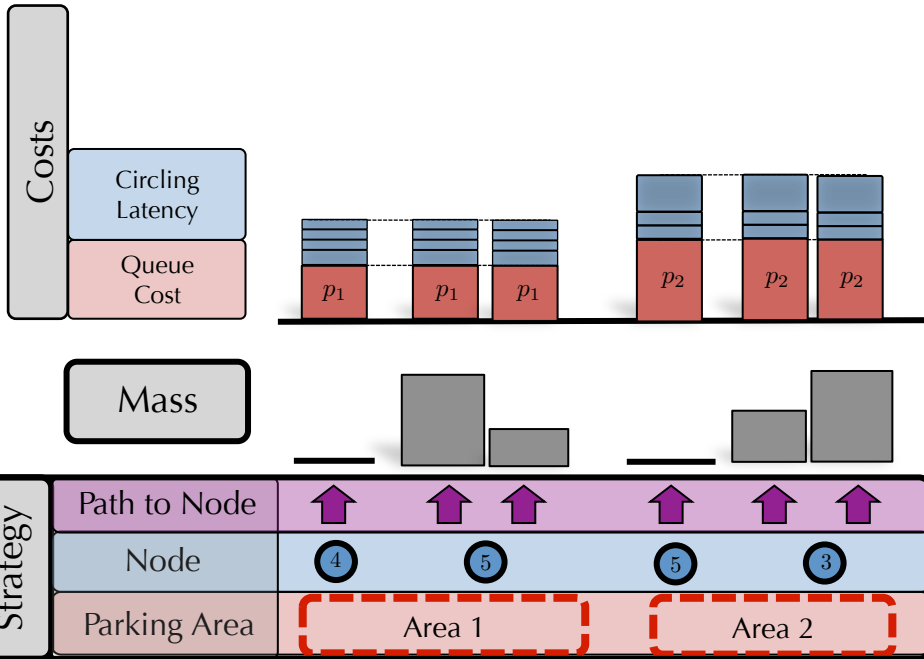 Costs
Circling
Latency
Queue
Cost
p₁ p₁ p₁ p₂ p₂ p₂
Mass
Strategy
Path to Node
Node
4 5 5 3
Parking Area
Area 1 Area 2